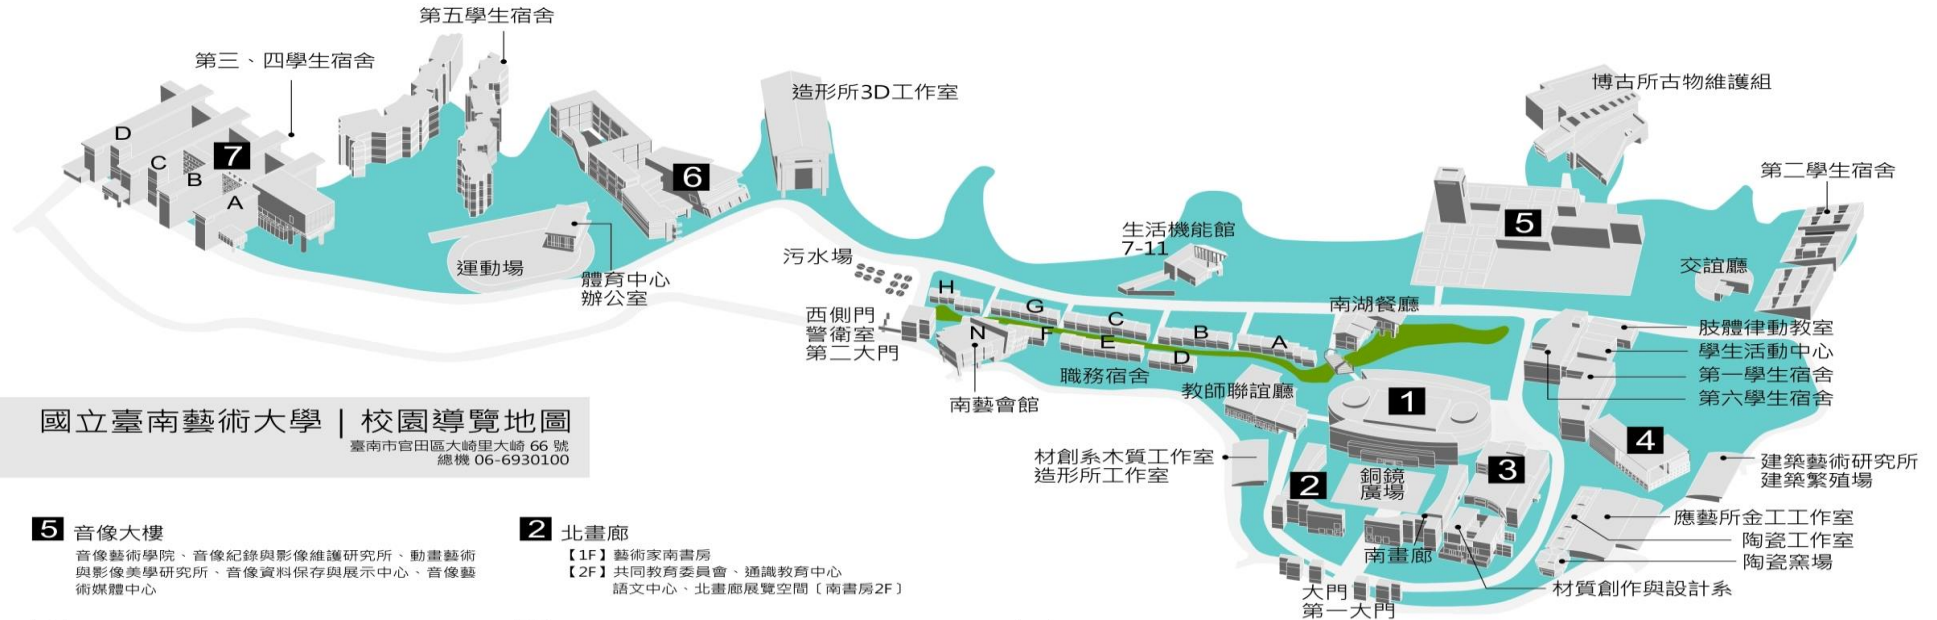 第五學生宿舍
第三、四學生宿舍
D
C
B
A
7
6
造形所3D工作室
博古所古物維護組
第二學生宿舍
5
交誼廳
運動場
體育中心
辦公室
污水場
生活機能館
7-11
西側門
警衛室
第二大門
H
G
C
B
A
N
F
E
D
南湖餐廳
職務宿舍
南藝會館
教師聯誼廳
肢體律動教室
學生活動中心
第一學生宿舍
第六學生宿舍
1
4
材創系木質工作室
造形所工作室
2
銅鏡
廣場
3
建築藝術研究所
建築繁殖場
應藝所金工工作室
陶瓷工作室
陶瓷窯場
南畫廊
材質創作與設計系
大門
第一大門
國立臺南藝術大學 | 校園導覽地圖
臺南市官田區大崎里大崎 66 號
總機 06-6930100
5 音像大樓
音像藝術學院、音像紀錄與影像維護研究所、動畫藝術
與影像美學研究所、音像資料保存與展示中心、音像藝
術媒體中心
2 北畫廊
【1F】藝術家南書房
【2F】共同教育委員會、通識教育中心
語文中心、北畫廊展覽空間〔南書房2F〕